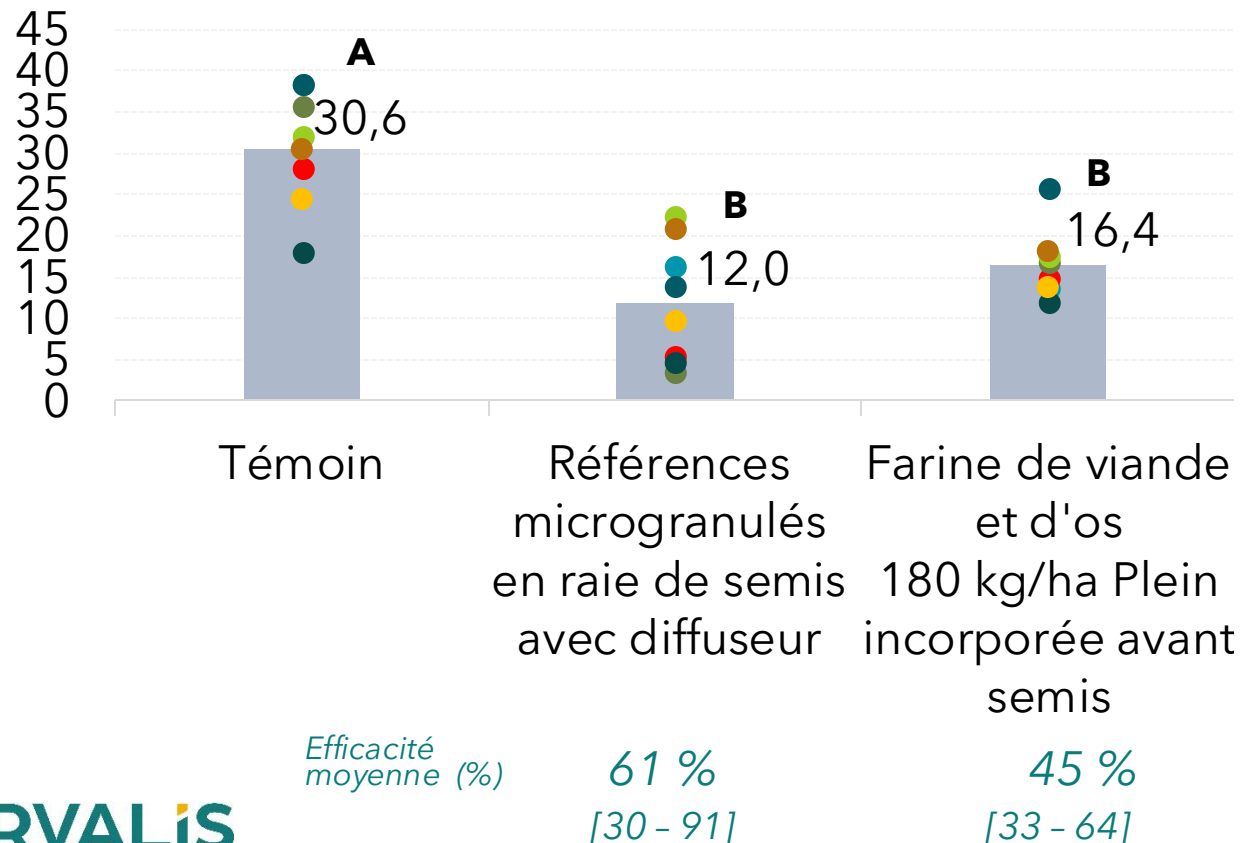 45
40
35
30
25
20
15
10
5
0
A
30,6
B
12,0
B
16,4
Témoin
Références
microgranulés
en raie de semis
avec diffuseur
Farine de viande
et d'os
180 kg/ha Plein
incorporée avant
semis
Efficacité
moyenne (%)
61 %
45 %
[30 – 91]
[33 – 64]
RVALiS